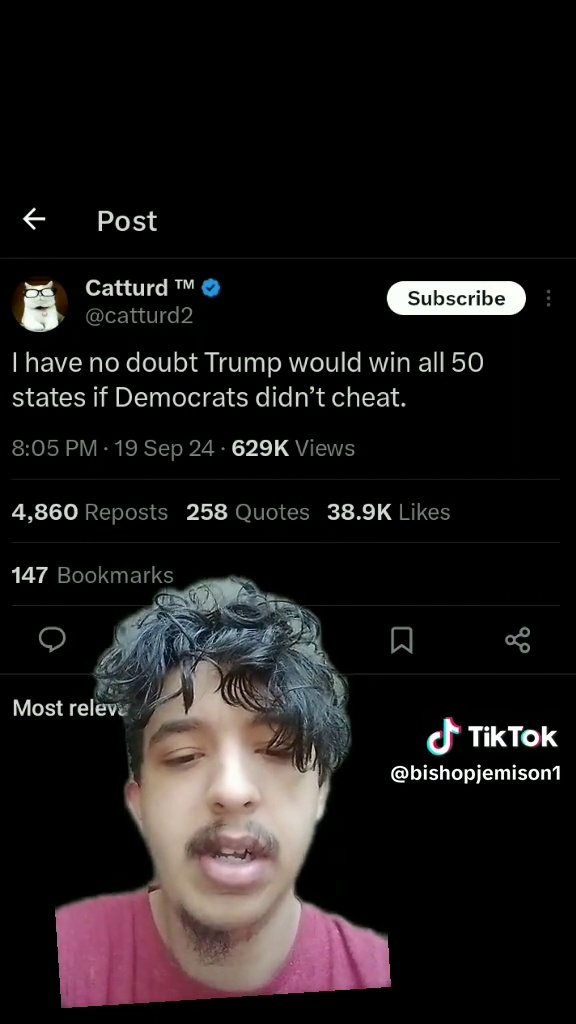 Post
Catturd ™
@catturd2
Subscribe
I have no doubt Trump would win all 50
states if Democrats didn't cheat.
8:05 PM · 19 Sep 24 · 629K Views
4,860 Reposts 258 Quotes 38.9K Likes
147 Bookmarks
Most
TikTok
@bishopjemison1